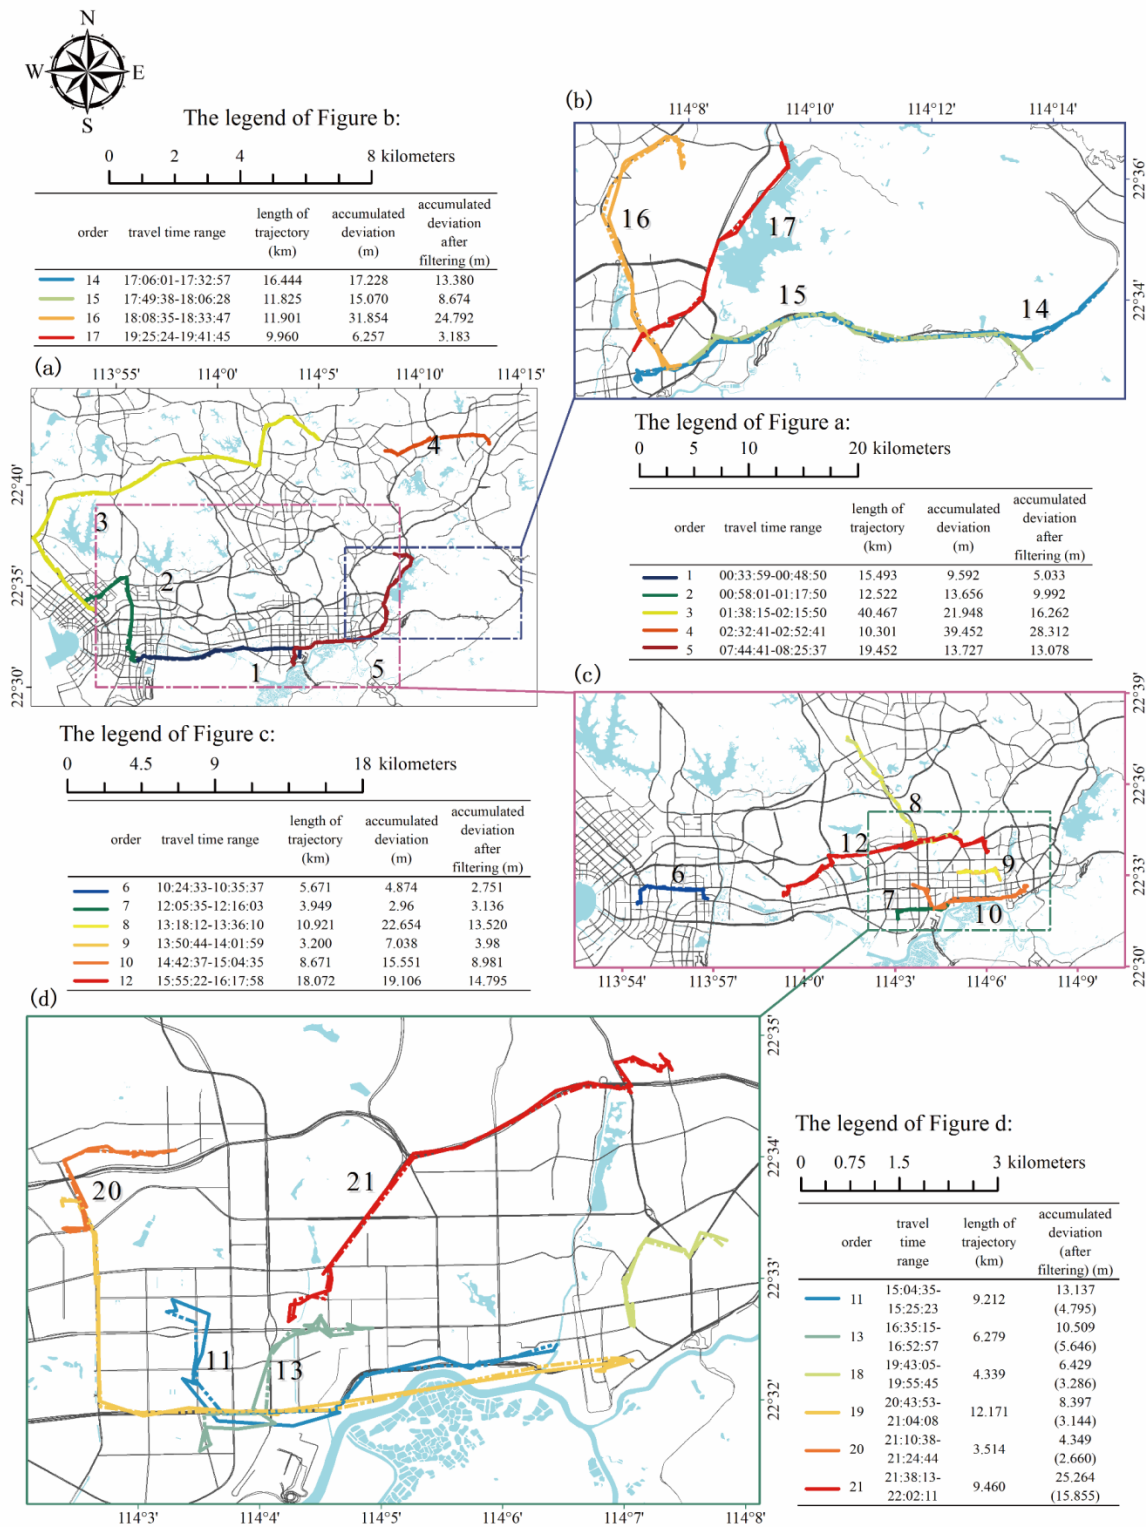 N
W E
S
The legend of Figure b:
0 2 4 8 kilometers
order travel time range length of trajectory (km) accumulated deviation (m) accumulated deviation after filtering (m)
14 17:06:01-17:32:57 16.444 17.228 13.380
15 17:49:38-18:06:28 11.825 15.070 8.674
16 18:08:35-18:33:47 11.901 31.854 24.792
17 19:25:24-19:41:45 9.960 6.257 3.183
(b)
114°8' 114°10' 114°12' 114°14'
22°36'
22°34'
16
17
15
14
(a)
113°55' 114°0' 114°5' 114°10' 114°15'
22°40'
22°35'
22°30'
4
3
2
1
5
The legend of Figure a:
0 5 10 20 kilometers
order travel time range length of trajectory (km) accumulated deviation (m) accumulated deviation after filtering (m)
1 00:33:59-00:48:50 15.493 9.592 5.033
2 00:58:01-01:17:50 12.522 13.656 9.992
3 01:38:15-02:15:50 40.467 21.948 16.262
4 02:32:41-02:52:41 10.301 39.452 28.312
5 07:44:41-08:25:37 19.452 13.727 13.078
The legend of Figure c:
0 4.5 9 18 kilometers
order travel time range length of trajectory (km) accumulated deviation (m) accumulated deviation after filtering (m)
6 10:24:33-10:35:37 5.671 4.874 2.751
7 12:05:35-12:16:03 3.949 2.96 3.136
8 13:18:12-13:36:10 10.921 22.654 13.520
9 13:50:44-14:01:59 3.200 7.038 3.98
10 14:42:37-15:04:35 8.671 15.551 8.981
12 15:55:22-16:17:58 18.072 19.106 14.795
(c)
22°39'
22°36'
22°33'
22°30'
8
12
9
6
7
10
113°54' 113°57' 114°0' 114°3' 114°6' 114°9'
(d)
22°35'
22°34'
22°33'
22°32'
20
21
11
13
114°3' 114°4' 114°5' 114°6' 114°7' 114°8'
The legend of Figure d:
0 0.75 1.5 3 kilometers
order travel time range length of trajectory (km) accumulated deviation (after filtering) (m)
11 15:04:35-15:25:23 9.212 13.137 (4.795)
13 16:35:15-16:52:57 6.279 10.509 (5.646)
18 19:43:05-19:55:45 4.339 6.429 (3.286)
19 20:43:53-21:04:08 12.171 8.397 (3.144)
20 21:10:38-21:24:44 3.514 4.349 (2.660)
21 21:38:13-22:02:11 9.460 25.264 (15.855)